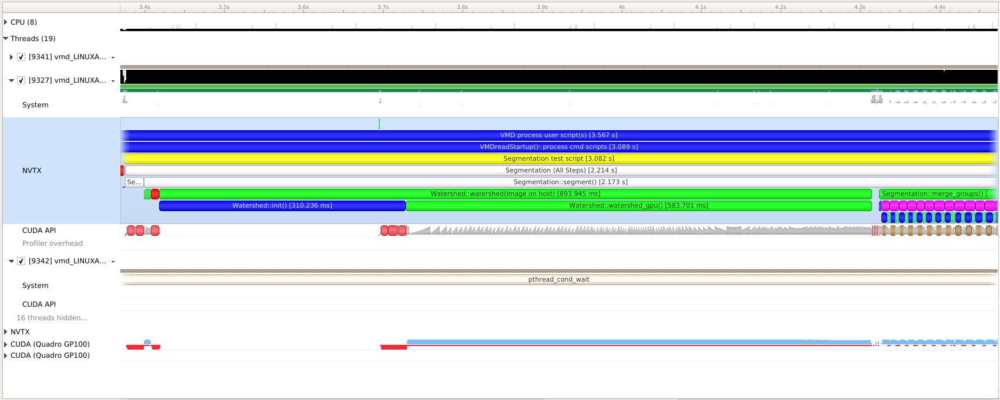 3.4s 3.5s 3.6s 3.7s 3.8s 3.9s 4s 4.1s 4.2s 4.3s 4.4s
CPU (8)
Threads (19)
[9341] vmd_LINUXA...
[9327] vmd_LINUXA...
System
VMD process user script(s) [3.567 s]
VMDreadStartup(): process cmd scripts [3.089 s]
Segmentation test script [3.082 s]
NVTX
Segmentation (All Steps) [2.214 s]
Se... Segmentation::segment() [2.173 s]
Watershed::watershed(Image on host) [893.945 ms] Segmentation::merge_groups() [...
Watershed::init() [310.236 ms] Watershed::watershed_gpu() [583.701 ms] ... ... ... ... ... ... ... ... ... ...
CUDA API ...
Profiler overhead
[9342] vmd_LINUXA...
pthread_cond_wait
System
CUDA API
16 threads hidden...
NVTX
CUDA (Quadro GP100)
CUDA (Quadro GP100)